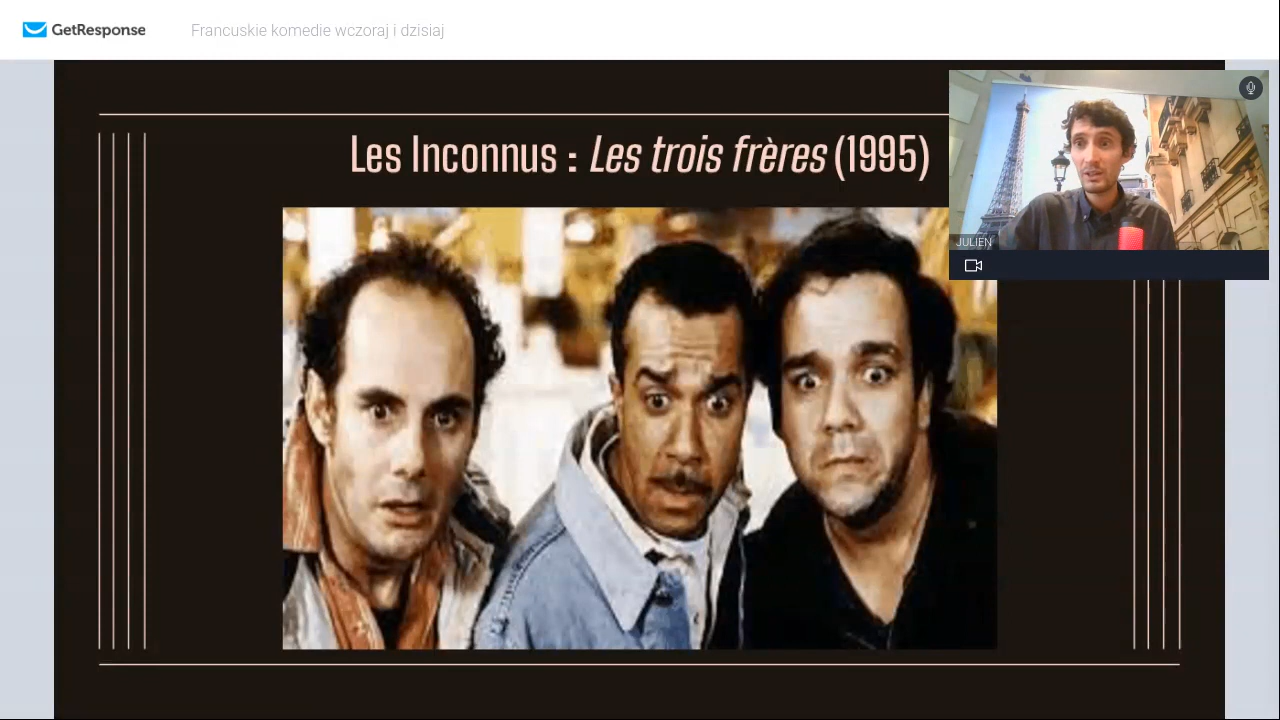 GetResponse
Francuskie komedie wczoraj i dzisiaj
Les Inconnus : Les trois frères (1995)
JULIEN